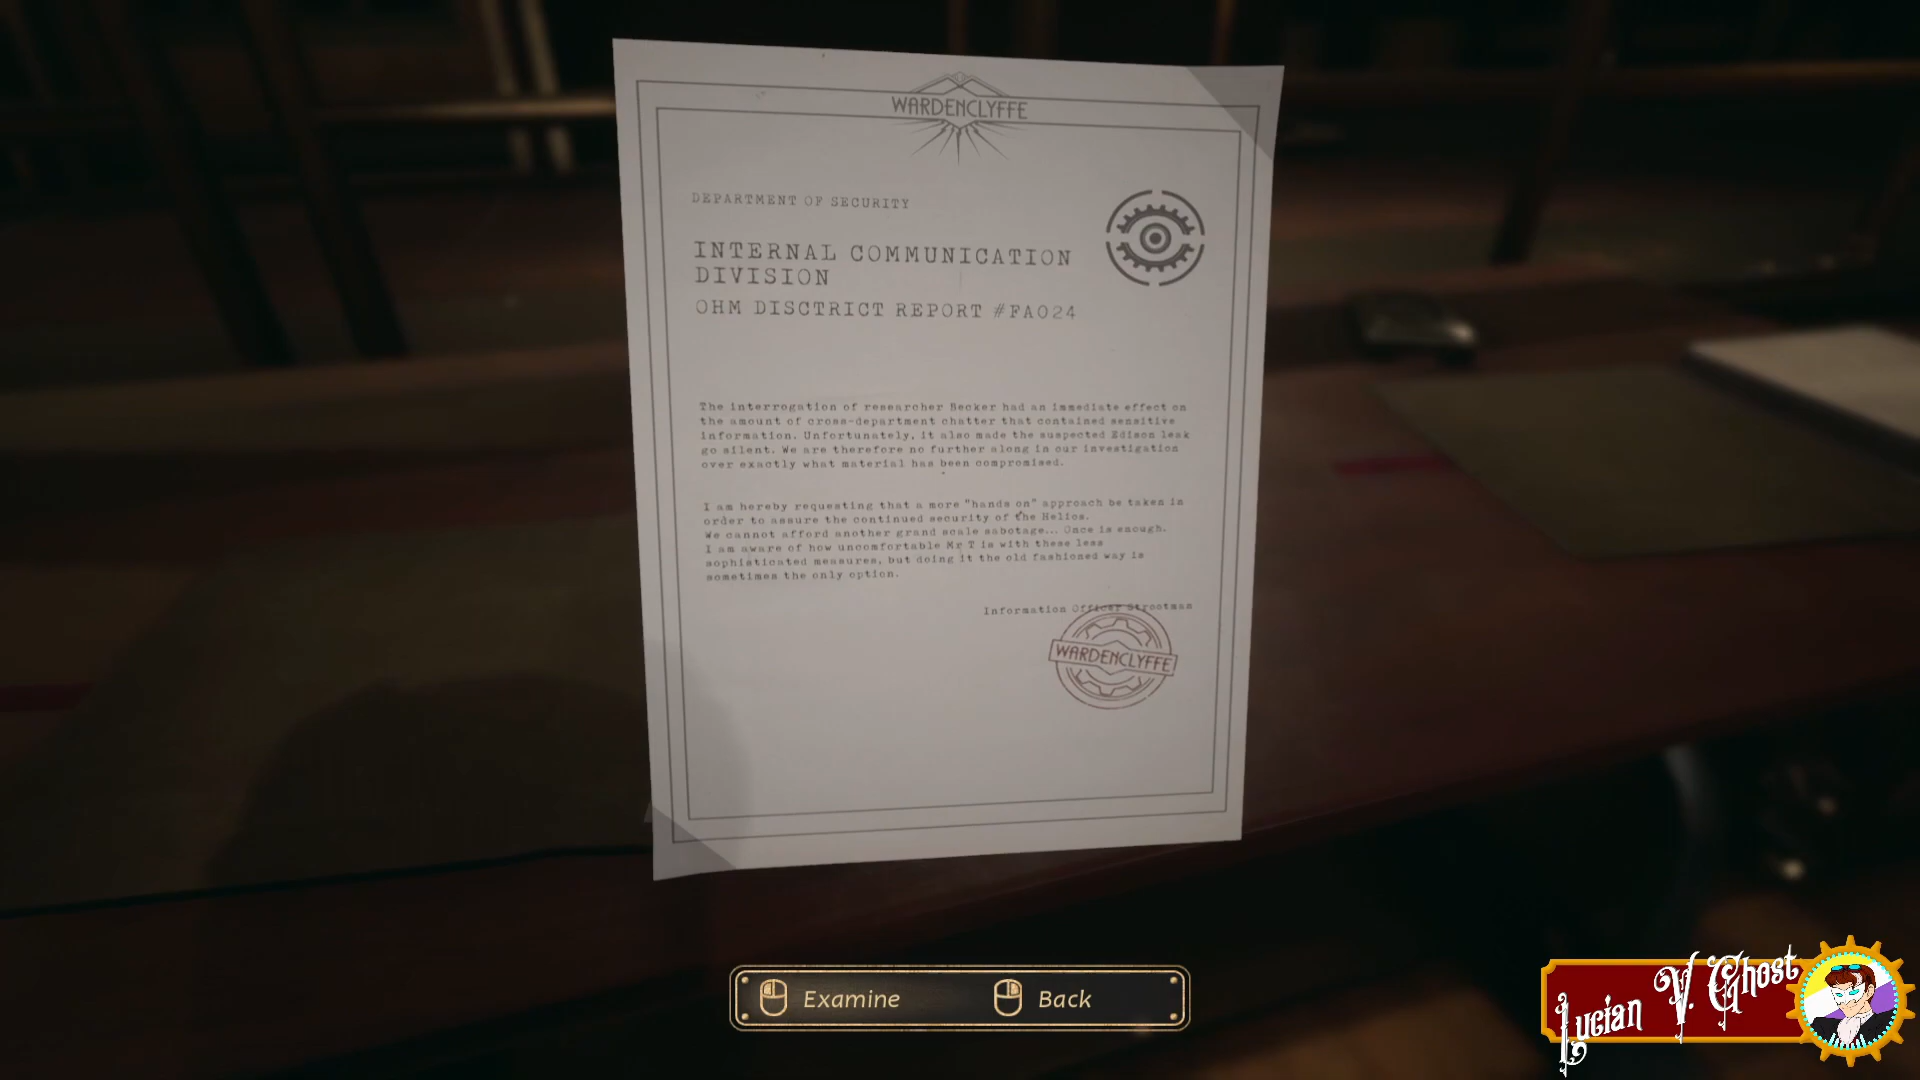 WARDENCLYFFE
DEPARTMENT OF SECURITY
INTERNAL COMMUNICATION
DIVISION
OHM DISCTRICT REPORT #FA024
The interrogation of researcher Becker had an immediate effect on
the amount of cross-department chatter that contained sensitive
information. Unfortunately, it also made the suspected Edison leak
go silent. We are therefore no further along in our investigation
over exactly what material has been compromised.
I am hereby requesting that a more "hands on" approach be taken in
order to assure the continued security of the Helios.
We cannot afford another grand scale sabotage... Once is enough.
I am aware of how uncomfortable Mr T is with these less
sophisticated measures, but doing it the old fashioned way is
sometimes the only option.
Information Officer Strootman
WARDENCLYFFE
Examine
Back
Lucian V. Ghost